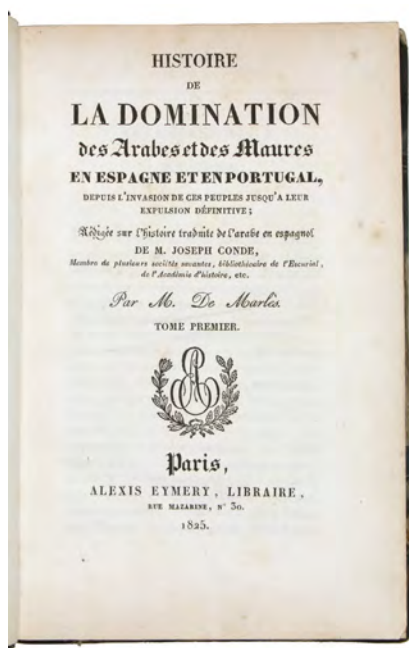 HISTOIRE
DE
LA DOMINATION
des Arabes et des Maures
EN ESPAGNE ET EN PORTUGAL,
DEPUIS L'INVASION DE CES PEUPLES JUSQU'A LEUR
EXPULSION DÉFINITIVE;
Rédigée sur l'Histoire traduite de l'arabe en espagnol
DE M. JOSEPH CONDE,
Membre de plusieurs sociétés savantes, bibliothécaire de l'Escurial,
de l'Académie d'histoire, etc.
Par M. De Marlès.
TOME PREMIER.
AE
Paris,
ALEXIS EYMERY, LIBRAIRE,
RUE MAZARINE, N° 30.
1825.